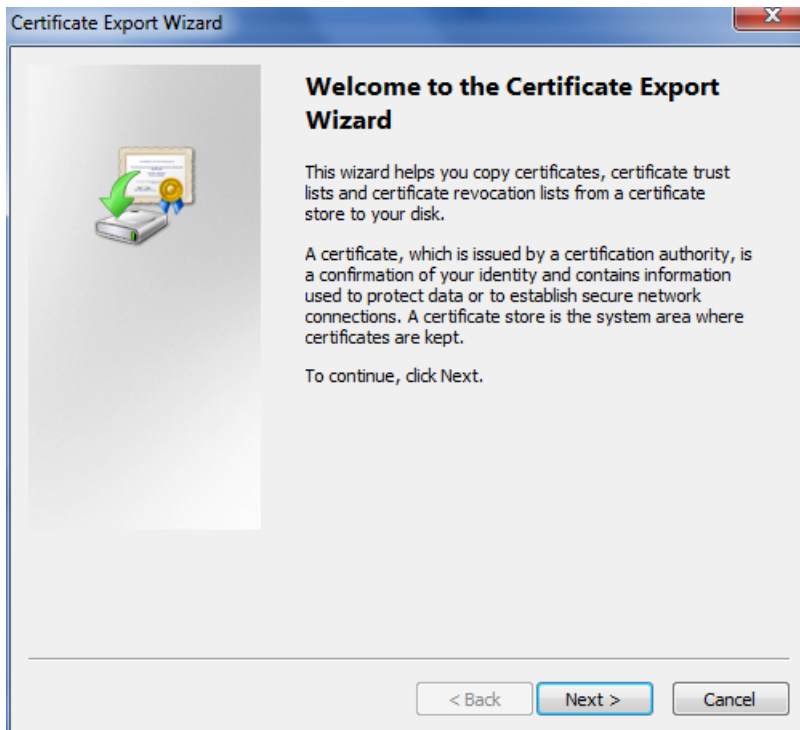 Certificate Export Wizard
Welcome to the Certificate Export
Wizard
This wizard helps you copy certificates, certificate trust
lists and certificate revocation lists from a certificate
store to your disk.
A certificate, which is issued by a certification authority, is
a confirmation of your identity and contains information
used to protect data or to establish secure network
connections. A certificate store is the system area where
certificates are kept.
To continue, click Next.
< Back Next > Cancel